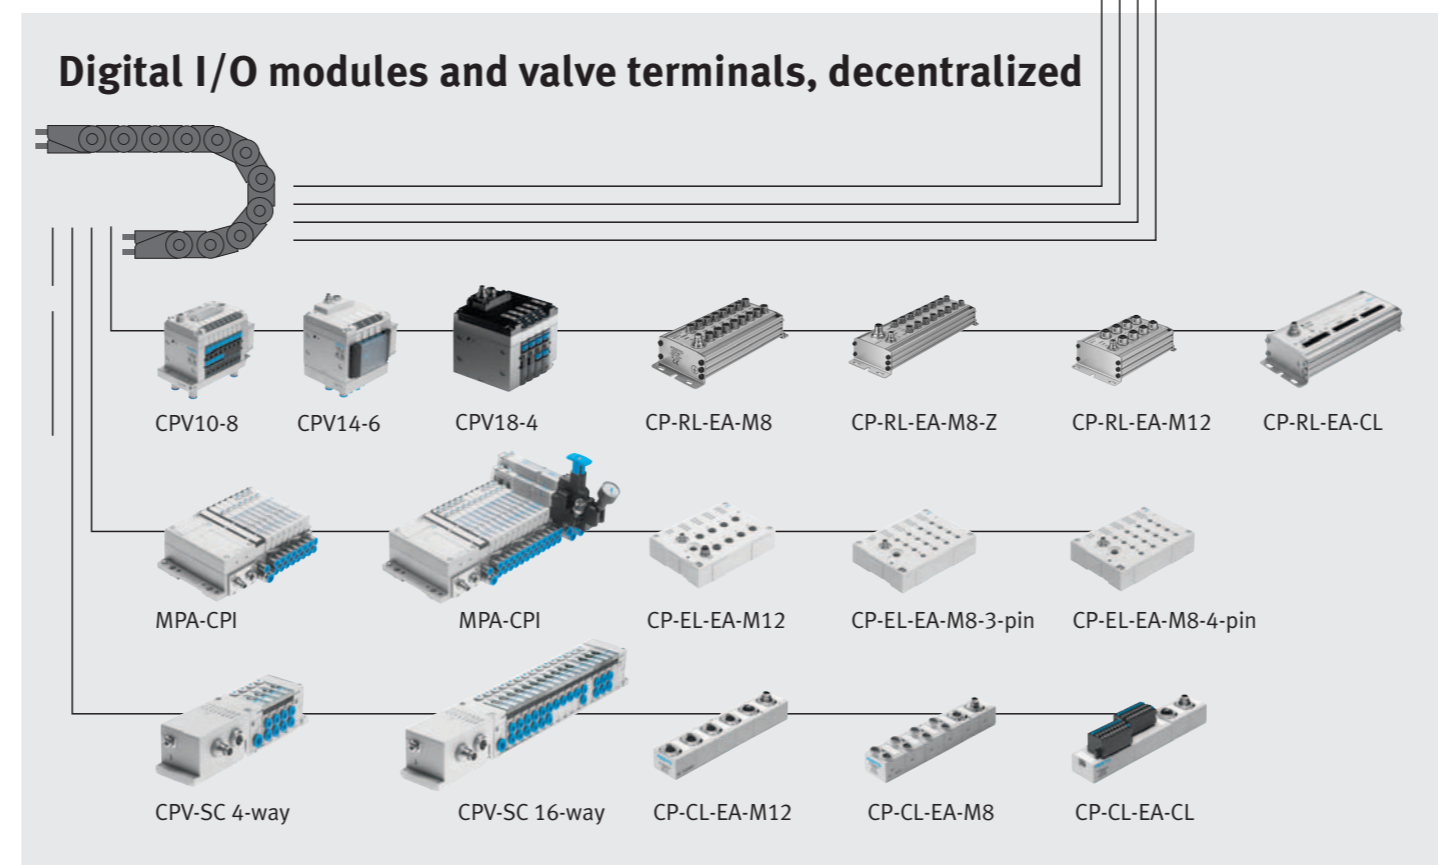 Digital I/O modules and valve terminals, decentralized
CPV10-8 CPV14-6 CPV18-4 CP-RL-EA-M8 CP-RL-EA-M8-Z CP-RL-EA-M12 CP-RL-EA-CL
MPA-CPI MPA-CPI CP-EL-EA-M12 CP-EL-EA-M8-3-pin CP-EL-EA-M8-4-pin
CPV-SC 4-way CPV-SC 16-way CP-CL-EA-M12 CP-CL-EA-M8 CP-CL-EA-CL